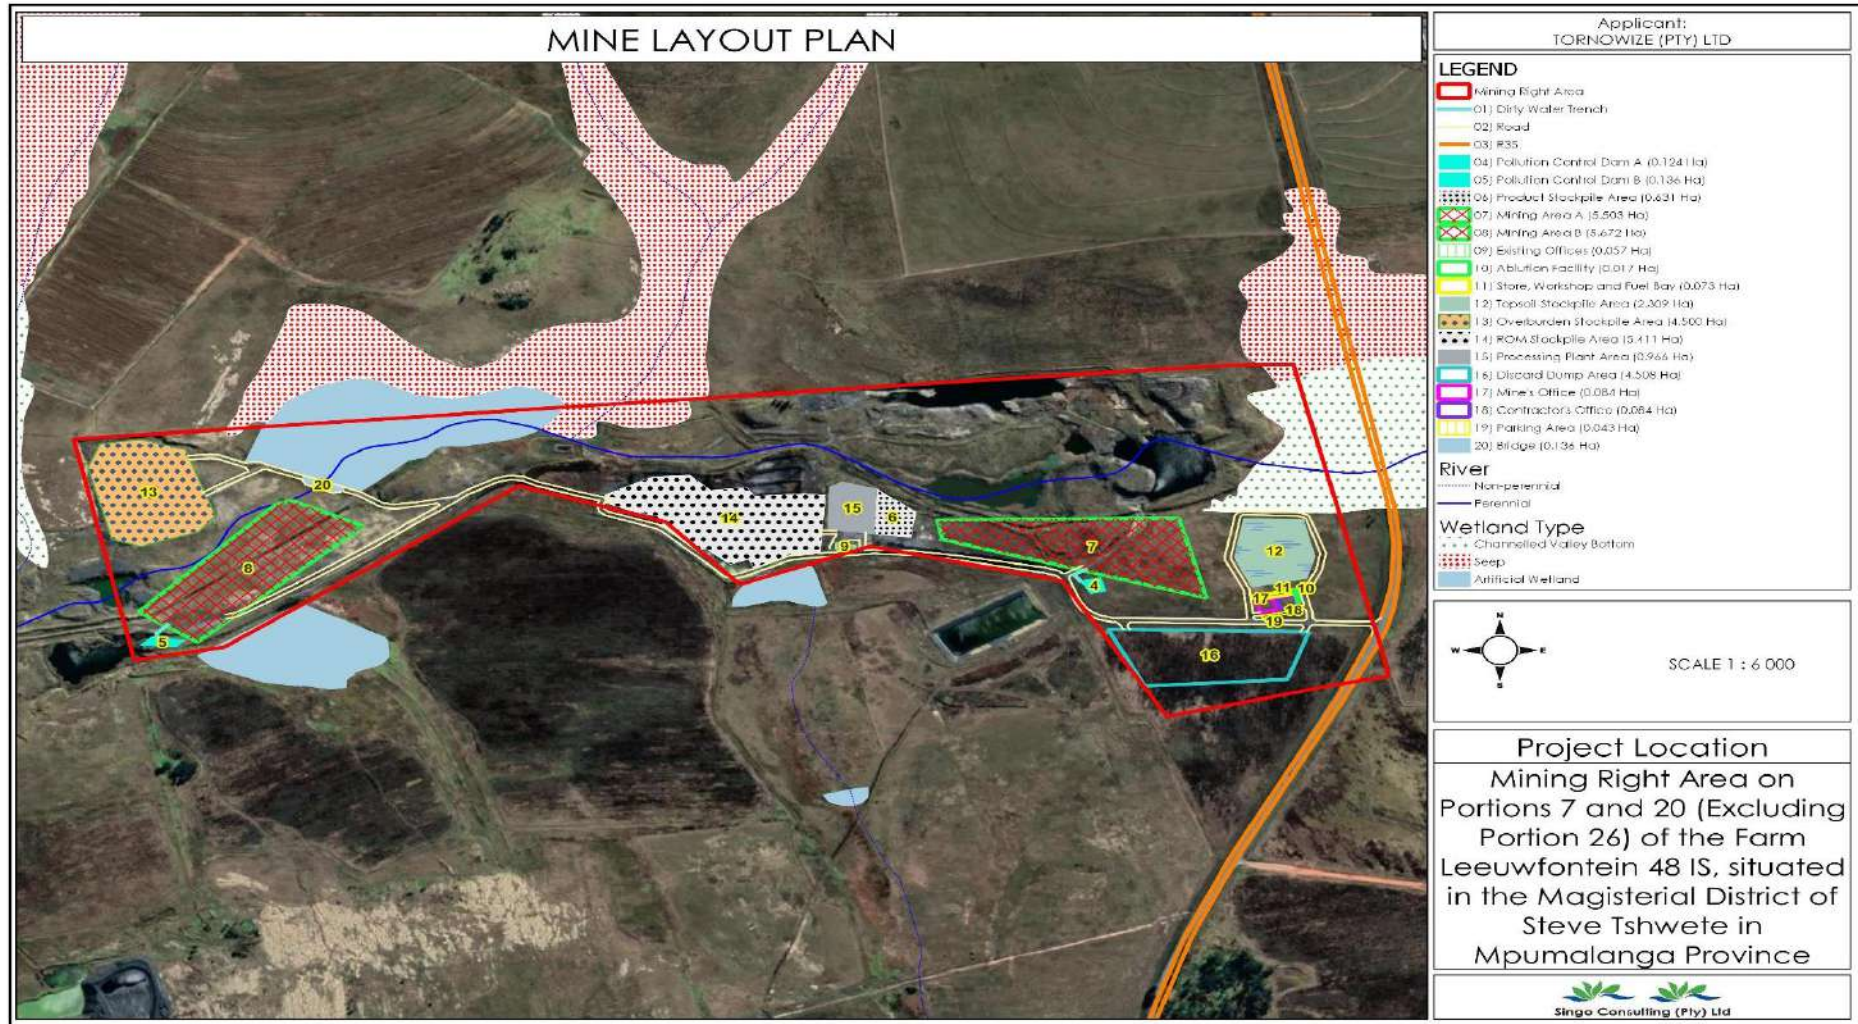 MINE LAYOUT PLAN
13
20
8
5
14
15
6
9
7
4
12
11
10
17
18
19
16
Applicant:
TORNOWIZE (PTY) LTD
LEGEND
Mining Right Area
01) Dirty Water Trench
02) Road
03) R35
04) Pollution Control Dam A (0.124 Ha)
05) Pollution Control Dam B (0.136 Ha)
06) Product Stockpile Area (0.631 Ha)
07) Mining Area A (5.503 Ha)
08) Mining Area B (5.672 Ha)
09) Existing Offices (0.057 Ha)
10) Ablution Facility (0.017 Ha)
11) Store, Workshop and Fuel Bay (0.073 Ha)
12) Topsoil Stockpile Area (2.309 Ha)
13) Overburden Stockpile Area (4.500 Ha)
14) ROM Stockpile Area (5.411 Ha)
15) Processing Plant Area (0.966 Ha)
16) Discard Dump Area (4.508 Ha)
17) Mine's Office (0.084 Ha)
18) Contractor's Office (0.084 Ha)
19) Parking Area (0.043 Ha)
20) Bridge (0.136 Ha)
River
Non-perennial
Perennial
Wetland Type
Channelled Valley Bottom
Seep
Artificial Wetland
N
W E
S
SCALE 1 : 6 000
Project Location
Mining Right Area on
Portions 7 and 20 (Excluding
Portion 26) of the Farm
Leeuwfontein 48 IS, situated
in the Magisterial District of
Steve Tshwete in
Mpumalanga Province
Singo Consulting (Pty) Ltd